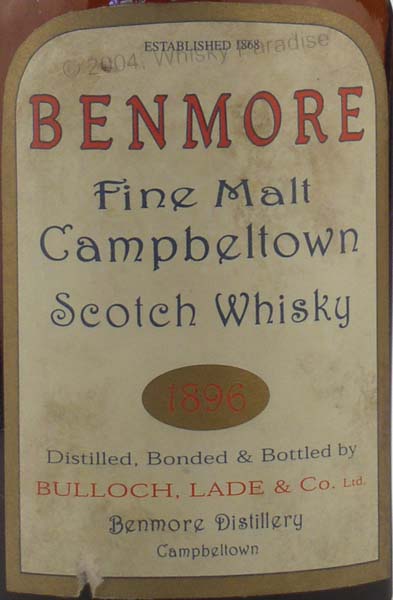 ESTABLISHED 1868
© 2004, Whisky Paradise
BENMORE
Fine Malt
Campbeltown
Scotch Whisky
1896
Distilled, Bonded & Bottled by
BULLOCH, LADE & Co. Ltd.
Benmore Distillery
Campbeltown